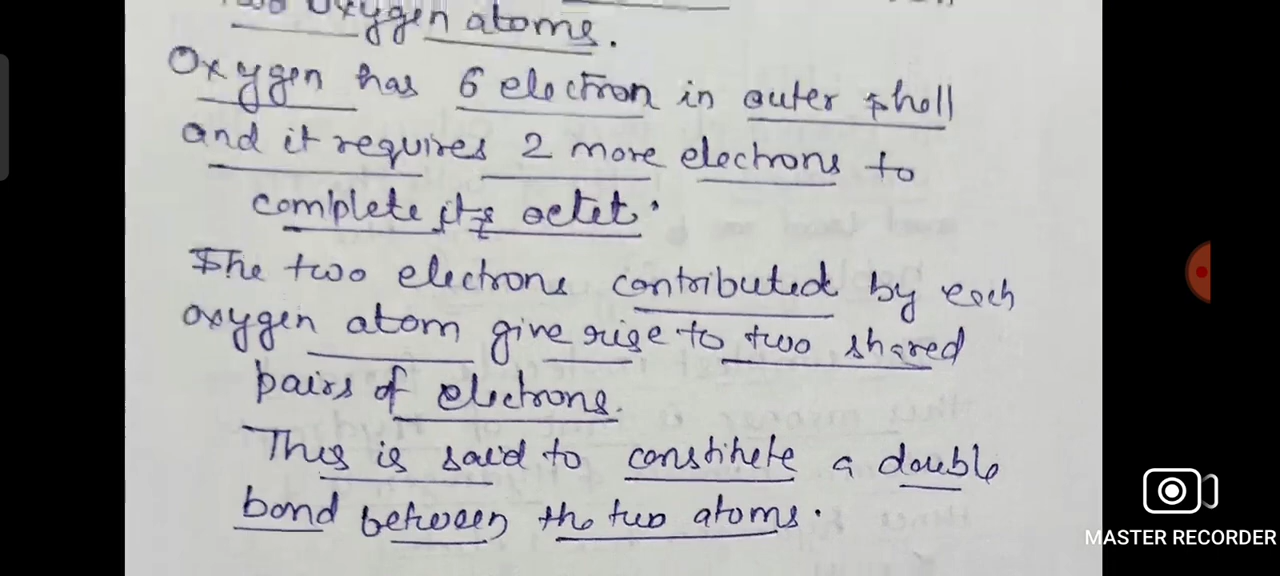 two oxygen atoms.
Oxygen has 6 electron in outer shell
and it requires 2 more electrons to
complete its octet.
The two electrons contributed by each
oxygen atom give rise to two shared
pairs of electrons.
This is said to constitute a double
bond between the two atoms.
MASTER RECORDER